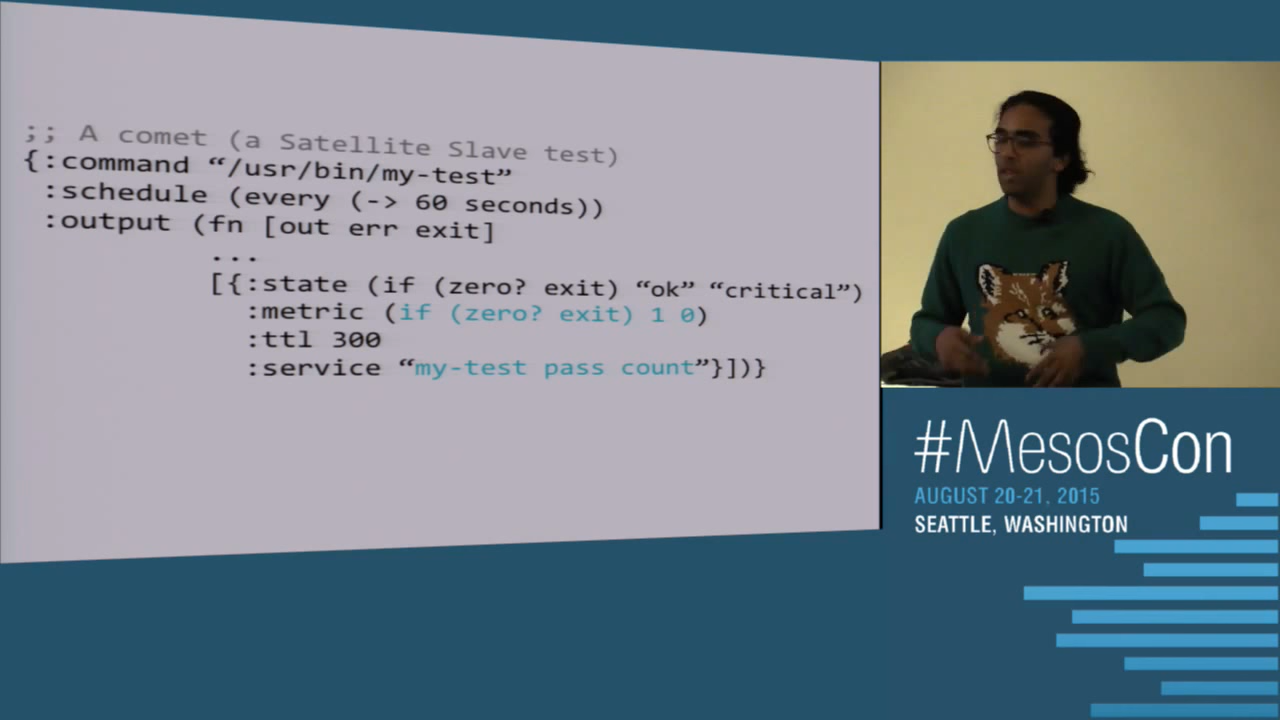 ;; A comet (a Satellite Slave test)
{:command “/usr/bin/my-test”
:schedule (every (-> 60 seconds))
:output (fn [out err exit]
...
[{:state (if (zero? exit) “ok” “critical”)
:metric (if (zero? exit) 1 0)
:ttl 300
:service “my-test pass count”}])}
#MesosCon
AUGUST 20-21, 2015
SEATTLE, WASHINGTON